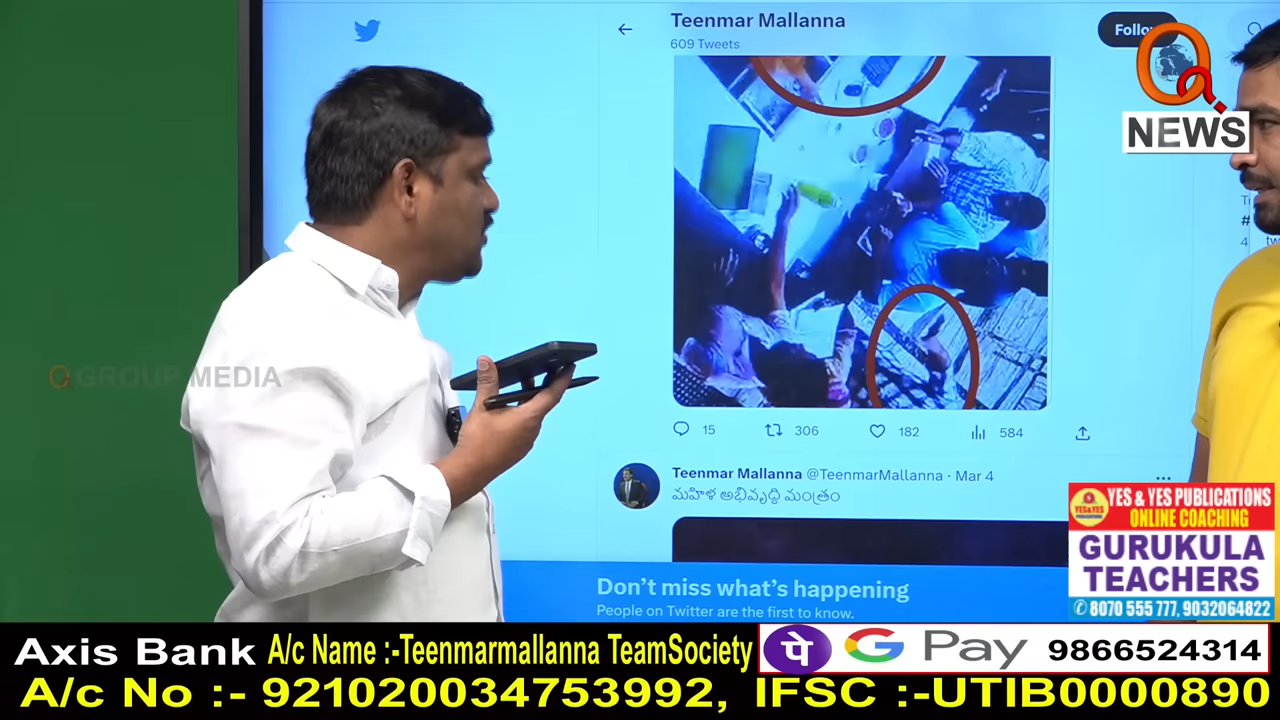 Teenmar Mallanna
609 Tweets
Follow
Q
NEWS
Q GROUP MEDIA
15 306 182 584
Teenmar Mallanna @TeenmarMallanna · Mar 4
మహిళ అభివృద్ధి మంత్రం
Don't miss what's happening
People on Twitter are the first to know.
YES & YES PUBLICATIONS
ONLINE COACHING
GURUKULA
TEACHERS
8070 555 777, 9032064822
Axis Bank A/c Name :-Teenmarmallanna TeamSociety
पे G Pay 9866524314
A/c No :- 921020034753992, IFSC :-UTIB0000890